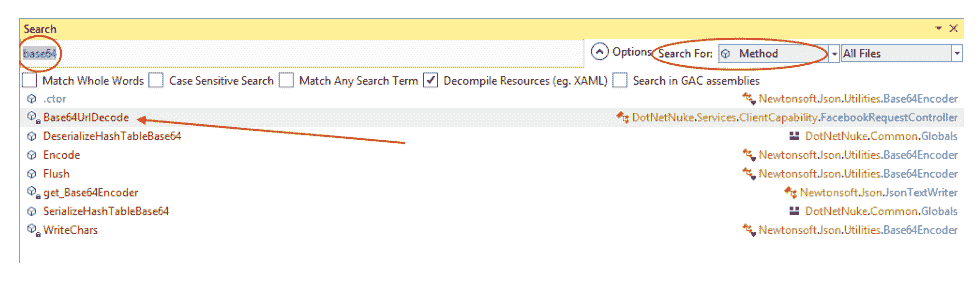 Search
base64 Options Search For: Method All Files
Match Whole Words Case Sensitive Search Match Any Search Term Decompile Resources (eg. XAML) Search in GAC assemblies
.ctor Newtonsoft.Json.Utilities.Base64Encoder
Base64UrlDecode DotNetNuke.Services.ClientCapability.FacebookRequestController
DeserializeHashTableBase64 DotNetNuke.Common.Globals
Encode Newtonsoft.Json.Utilities.Base64Encoder
Flush Newtonsoft.Json.Utilities.Base64Encoder
get_Base64Encoder Newtonsoft.Json.JsonTextWriter
SerializeHashTableBase64 DotNetNuke.Common.Globals
WriteChars Newtonsoft.Json.Utilities.Base64Encoder